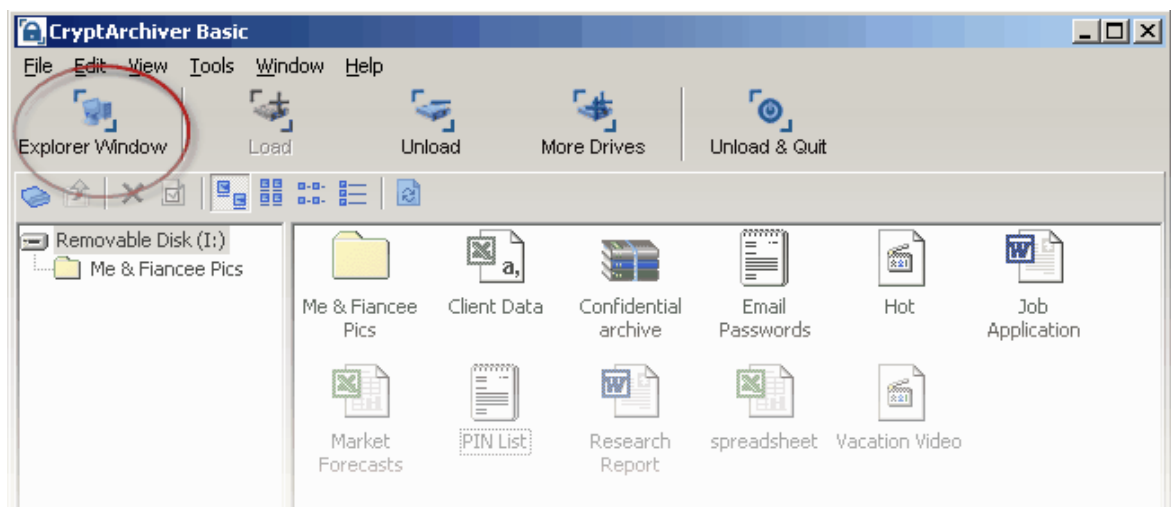 CryptArchiver Basic
File Edit View Tools Window Help
Explorer Window Load Unload More Drives Unload & Quit
Removable Disk (I:)
Me & Fiancee Pics
Me & Fiancee Client Data Confidential Email Hot Job
Pics archive Passwords Application
Market PIN List Research spreadsheet Vacation Video
Forecasts Report